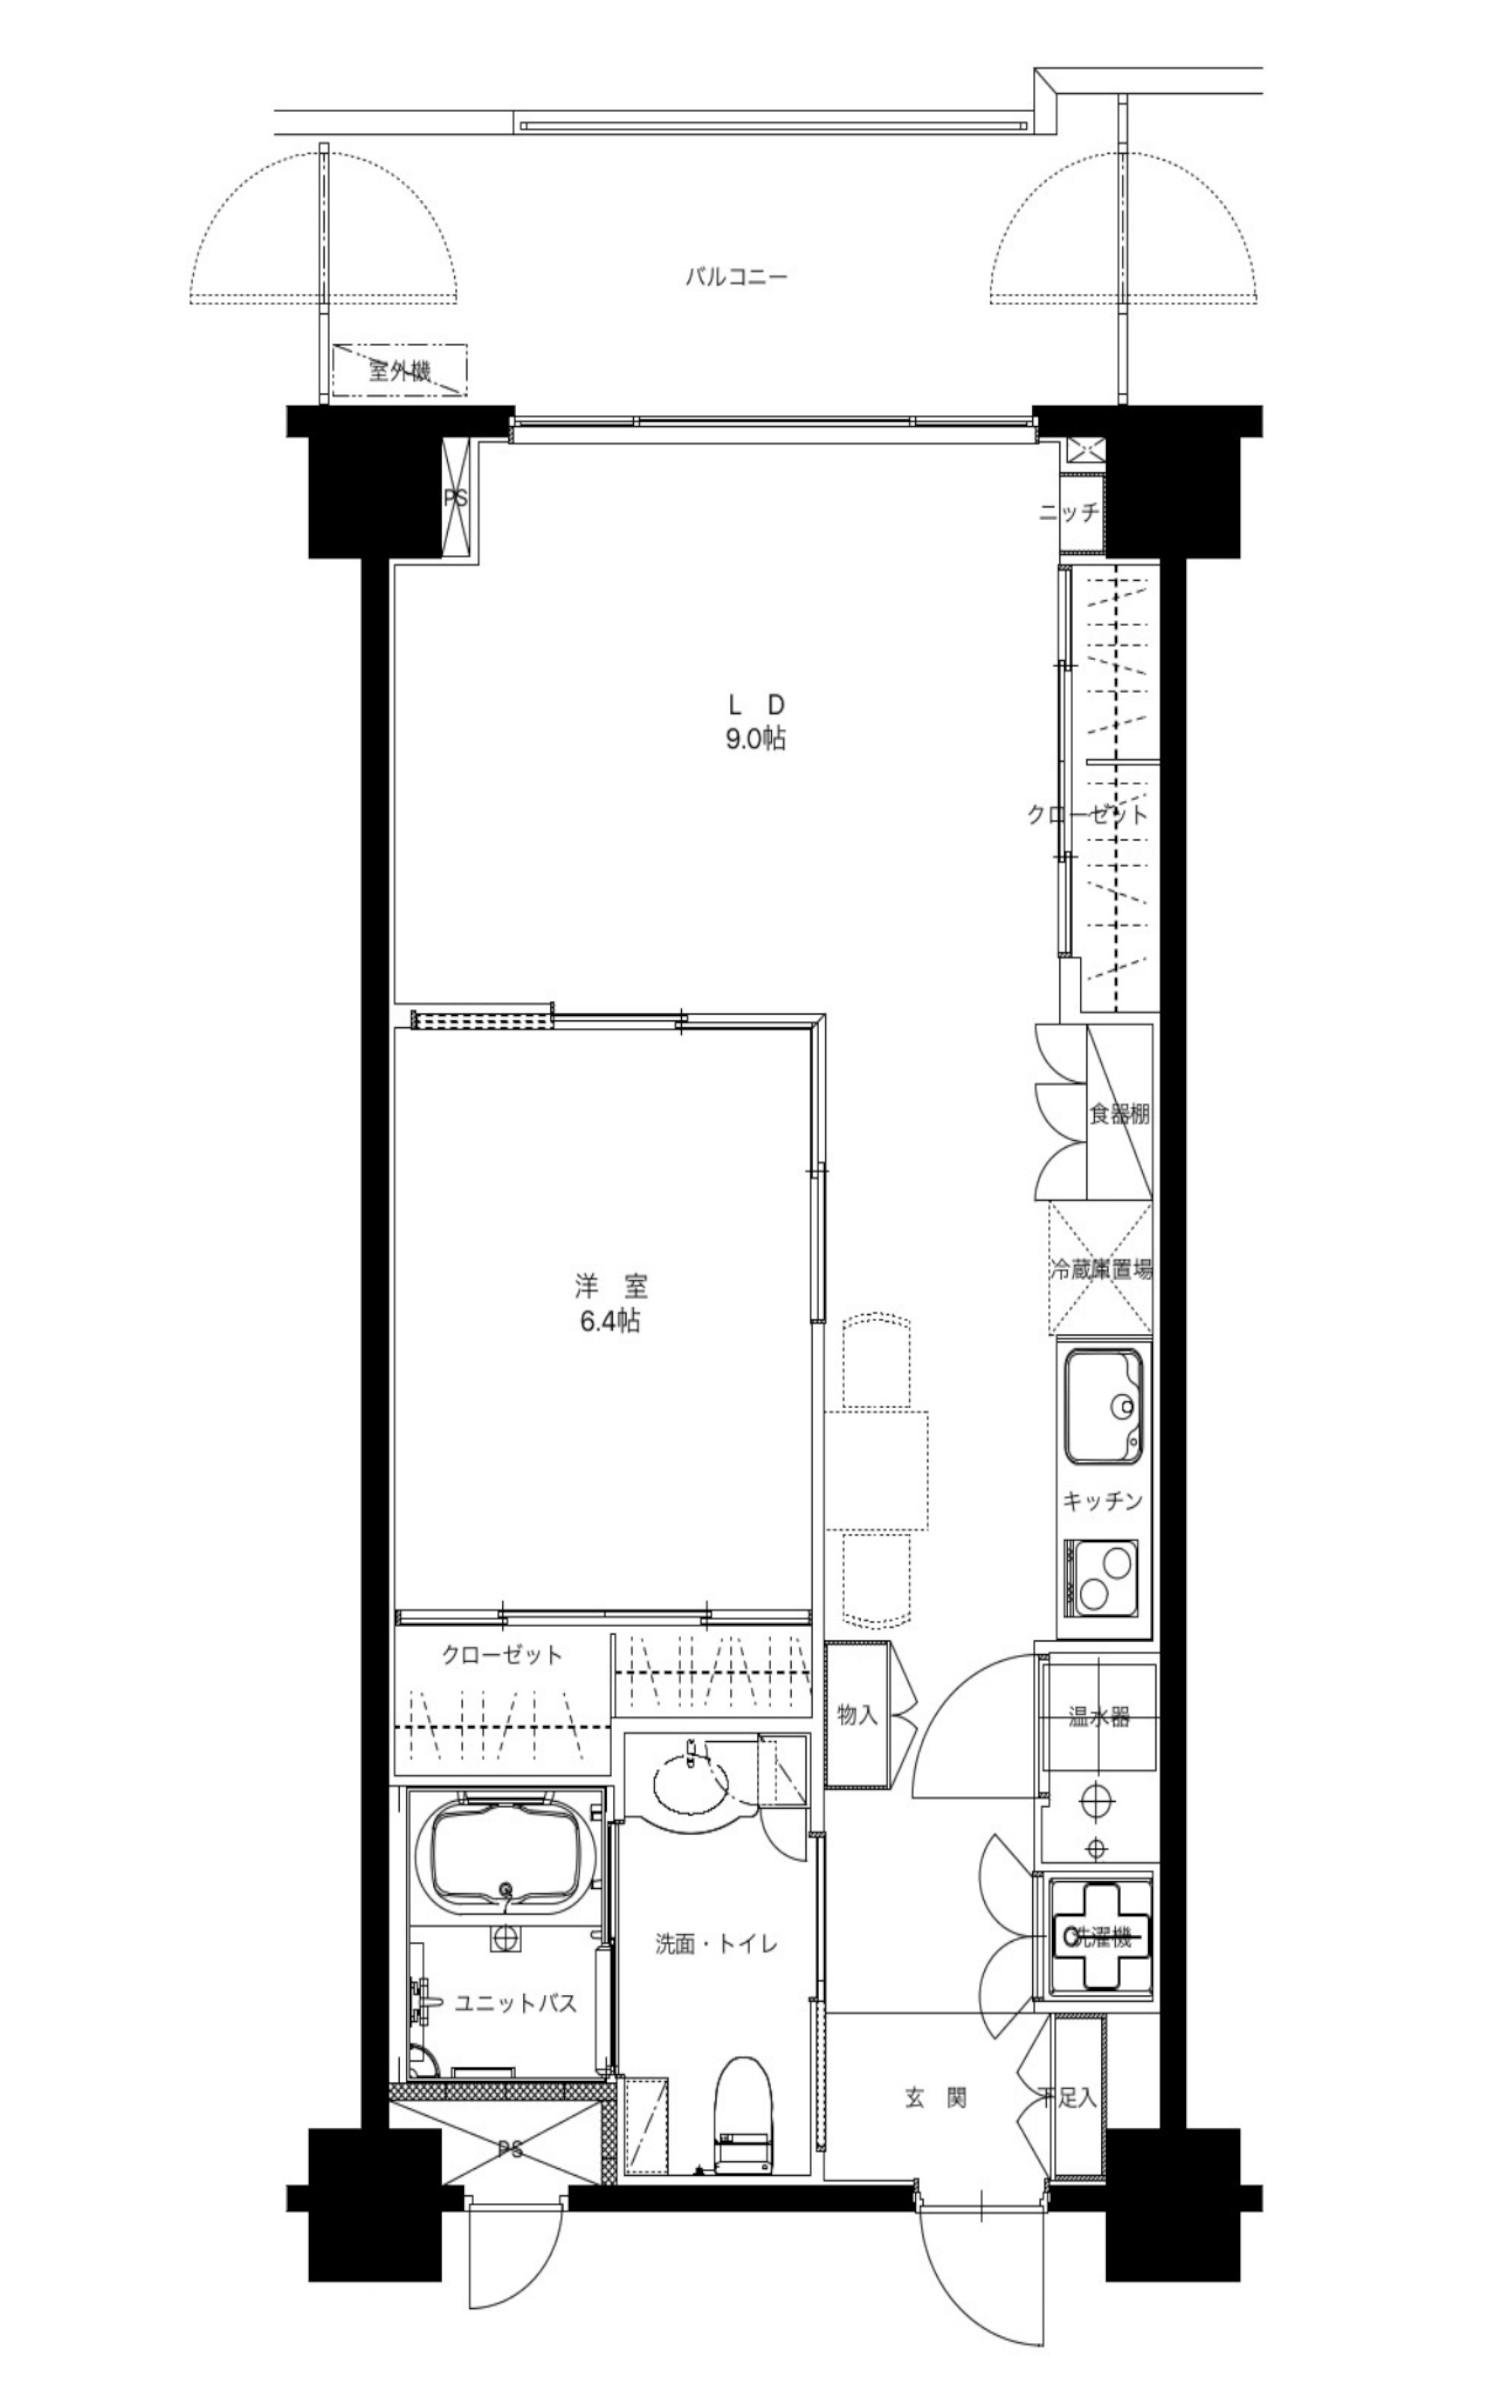 バルコニー
室外機
PS
ニッチ
L D
9.0帖
クローゼット
食器棚
冷蔵庫置場
洋 室
6.4帖
キッチン
クローゼット
物入
温水器
洗面・トイレ
洗濯機
ユニットバス
玄 関
下足入
PS